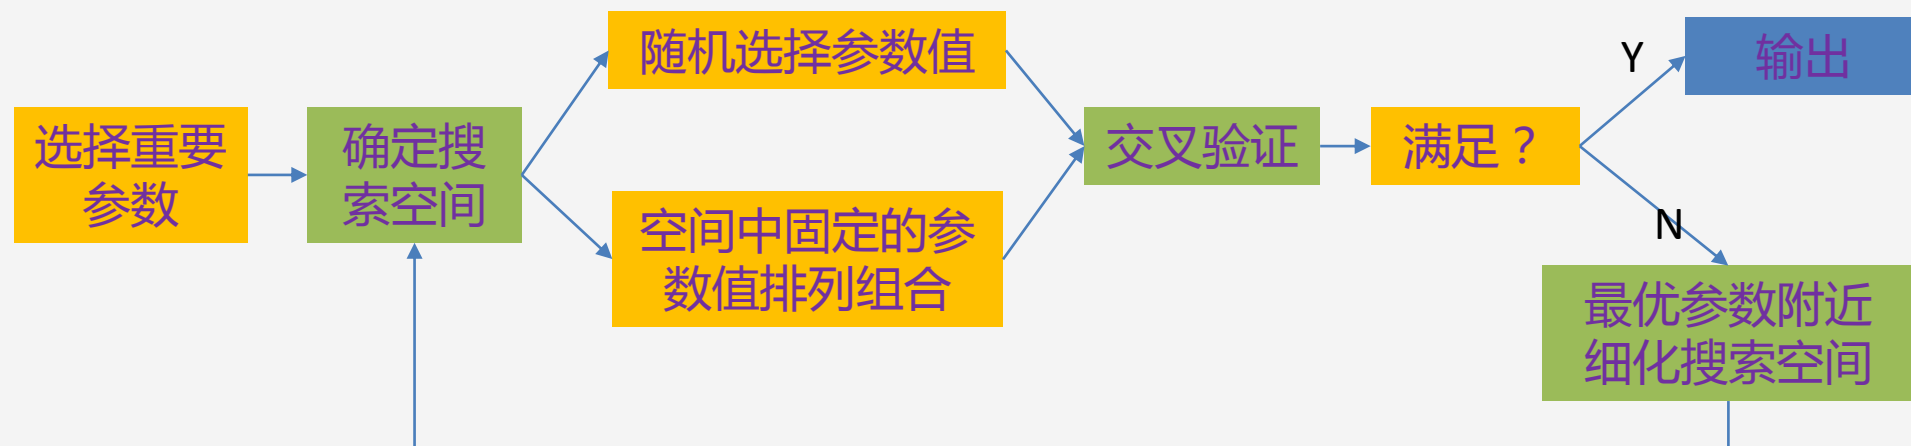 选择重要
参数
确定搜
索空间
随机选择参数值
空间中固定的参
数值排列组合
交叉验证
满足？
Y
输出
N
最优参数附近
细化搜索空间